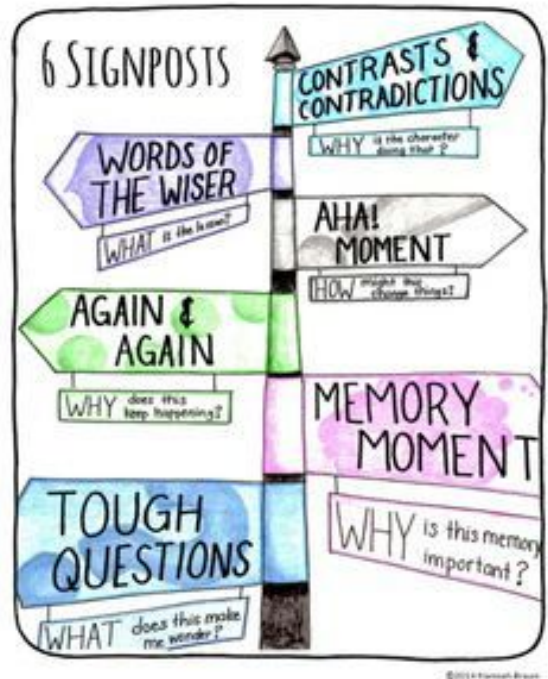 6 SIGNPOSTS
CONTRASTS &
CONTRADICTIONS
WHY is the character
doing that?
WORDS OF
THE WISER
WHAT is the lesson?
AHA!
MOMENT
HOW might this
change things?
AGAIN &
AGAIN
WHY does this
keep happening?
MEMORY
MOMENT
WHY is this memory
important?
TOUGH
QUESTIONS
WHAT does this make
me wonder?